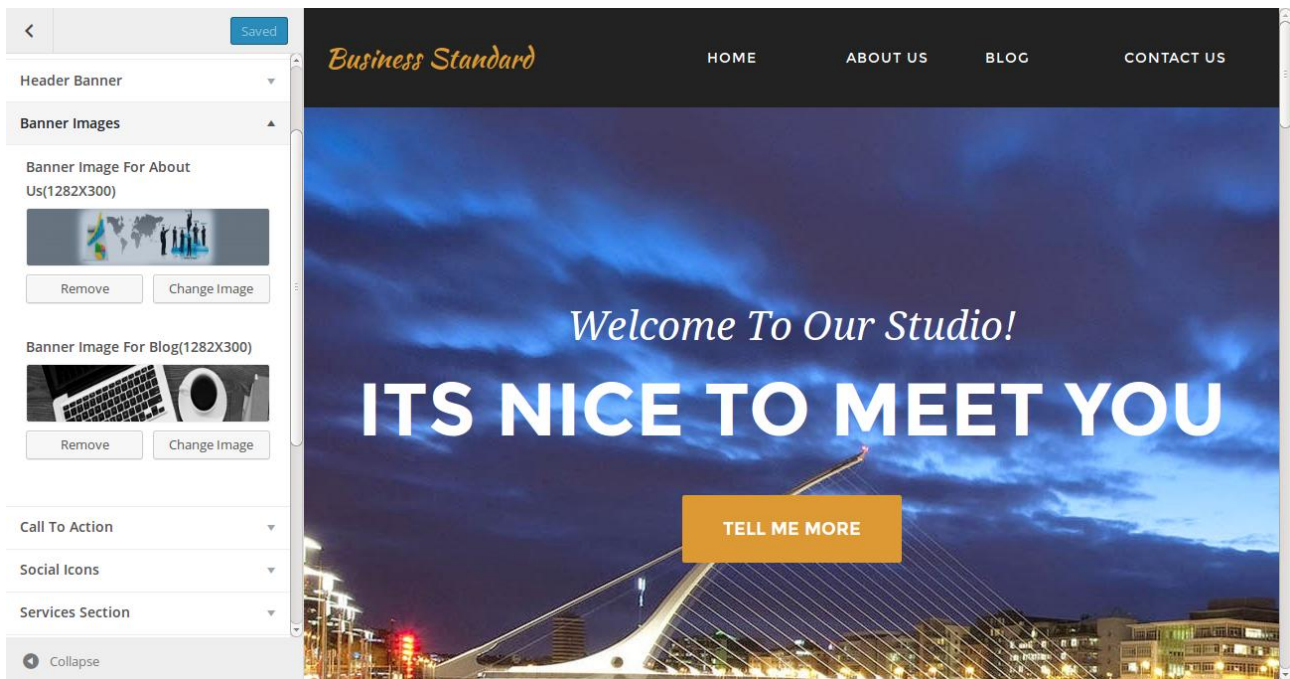 Saved
Header Banner
Banner Images
Banner Image For About
Us(1282X300)
Remove
Change Image
Banner Image For Blog(1282X300)
Remove
Change Image
Call To Action
Social Icons
Services Section
Collapse
Business Standard
HOME
ABOUT US
BLOG
CONTACT US
Welcome To Our Studio!
ITS NICE TO MEET YOU
TELL ME MORE